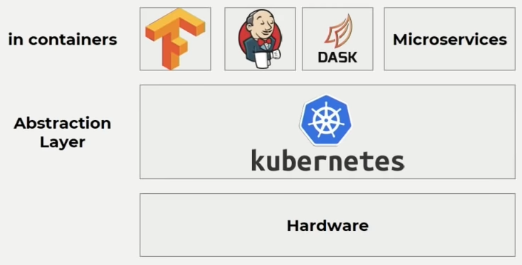 in containers
DASK
Microservices
Abstraction
Layer
kubernetes
Hardware